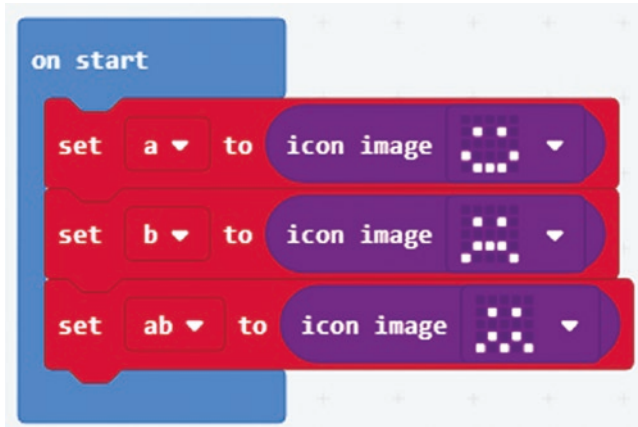 on start
set a to icon image
set b to icon image
set ab to icon image